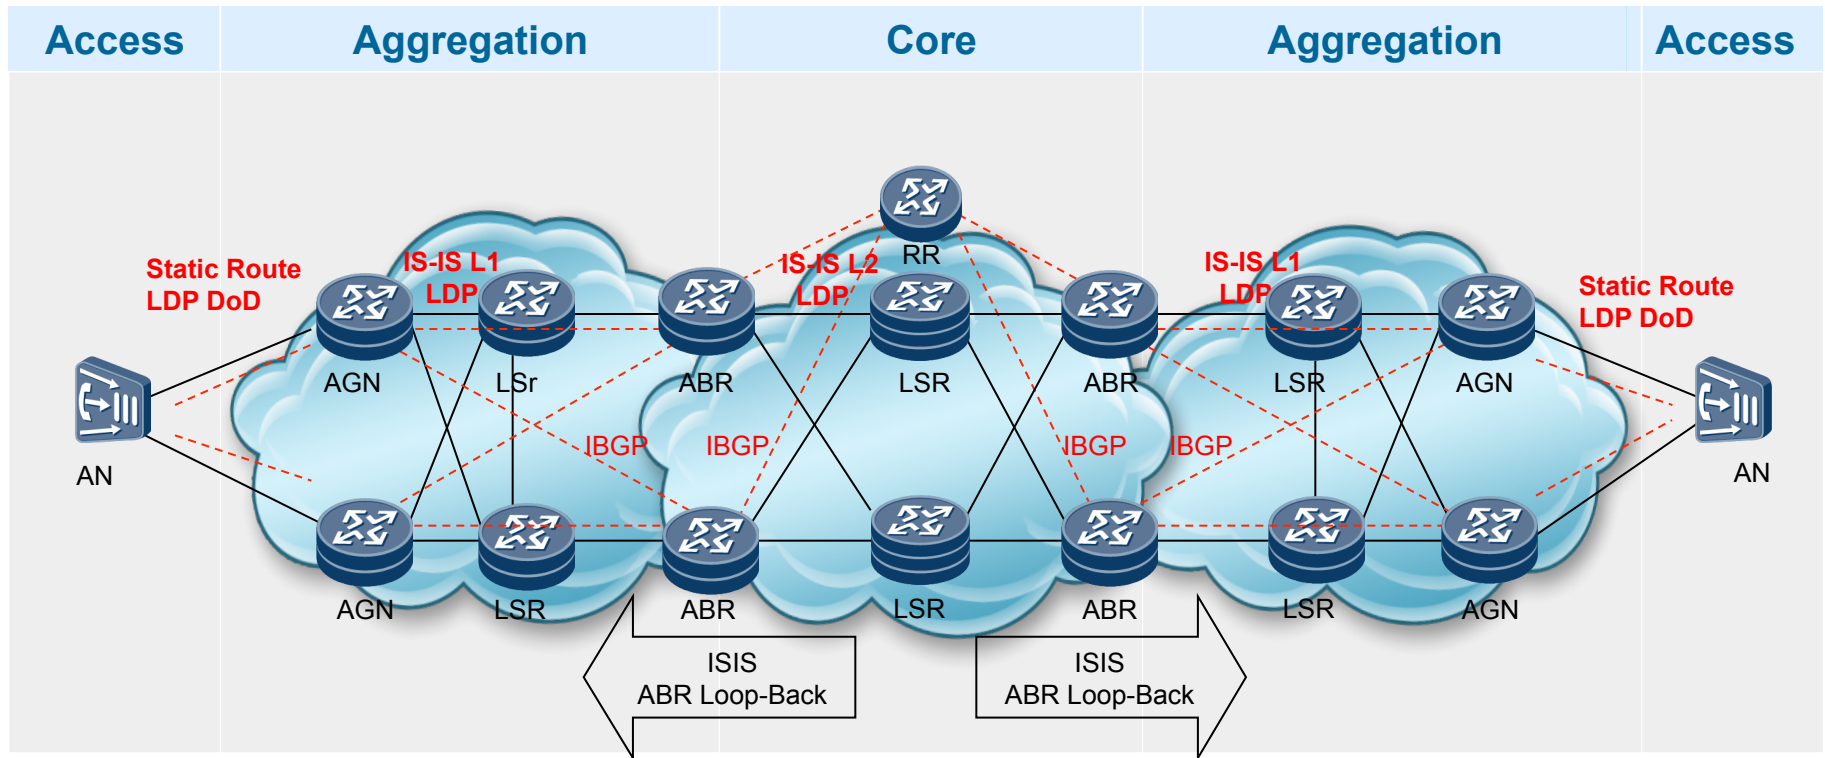 Access
Aggregation
Core
Aggregation
Access
RR
Static Route
LDP DoD
IS-IS L1
LDP
IS-IS L2
LDP
IS-IS L1
LDP
Static Route
LDP DoD
AGN
LSr
ABR
LSR
ABR
LSR
AGN
AN
IBGP
IBGP
IBGP
IBGP
AN
AGN
LSR
ABR
LSR
ABR
LSR
AGN
ISIS
ABR Loop-Back
ISIS
ABR Loop-Back